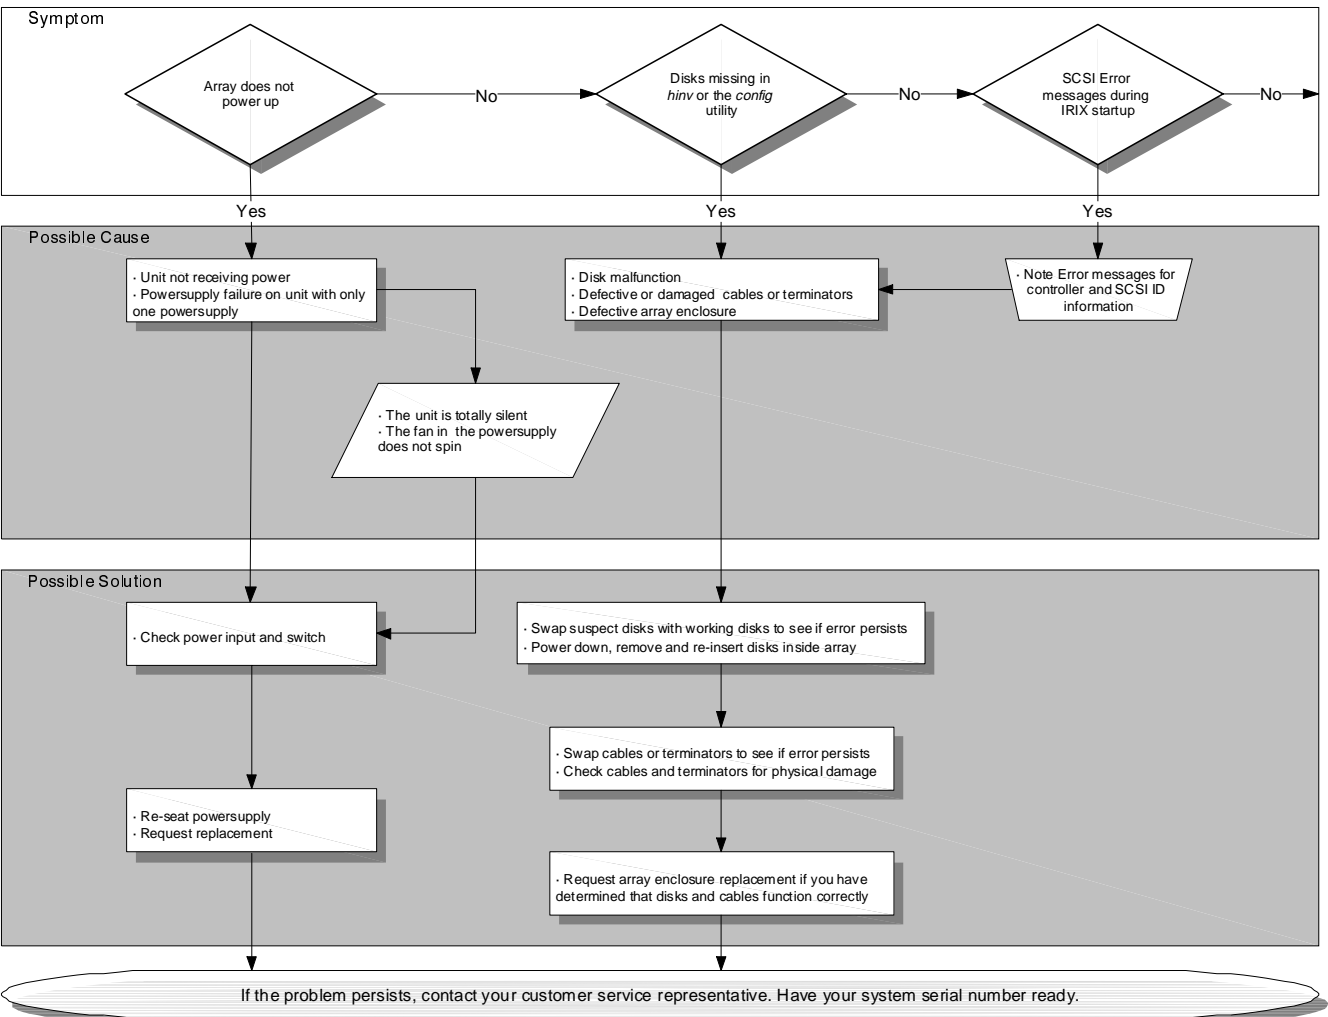 Symptom
Array does not
power up
No
Disks missing in
hinv or the config
utility
No
SCSI Error
messages during
IRIX startup
No
Yes
Yes
Yes
Possible Cause
· Unit not receiving power
· Powersupply failure on unit with only
one powersupply
· Disk malfunction
· Defective or damaged cables or terminators
· Defective array enclosure
· Note Error messages for
controller and SCSI ID
information
· The unit is totally silent
· The fan in the powersupply
does not spin
Possible Solution
· Check power input and switch
· Swap suspect disks with working disks to see if error persists
· Power down, remove and re-insert disks inside array
· Swap cables or terminators to see if error persists
· Check cables and terminators for physical damage
· Re-seat powersupply
· Request replacement
· Request array enclosure replacement if you have
determined that disks and cables function correctly
If the problem persists, contact your customer service representative. Have your system serial number ready.